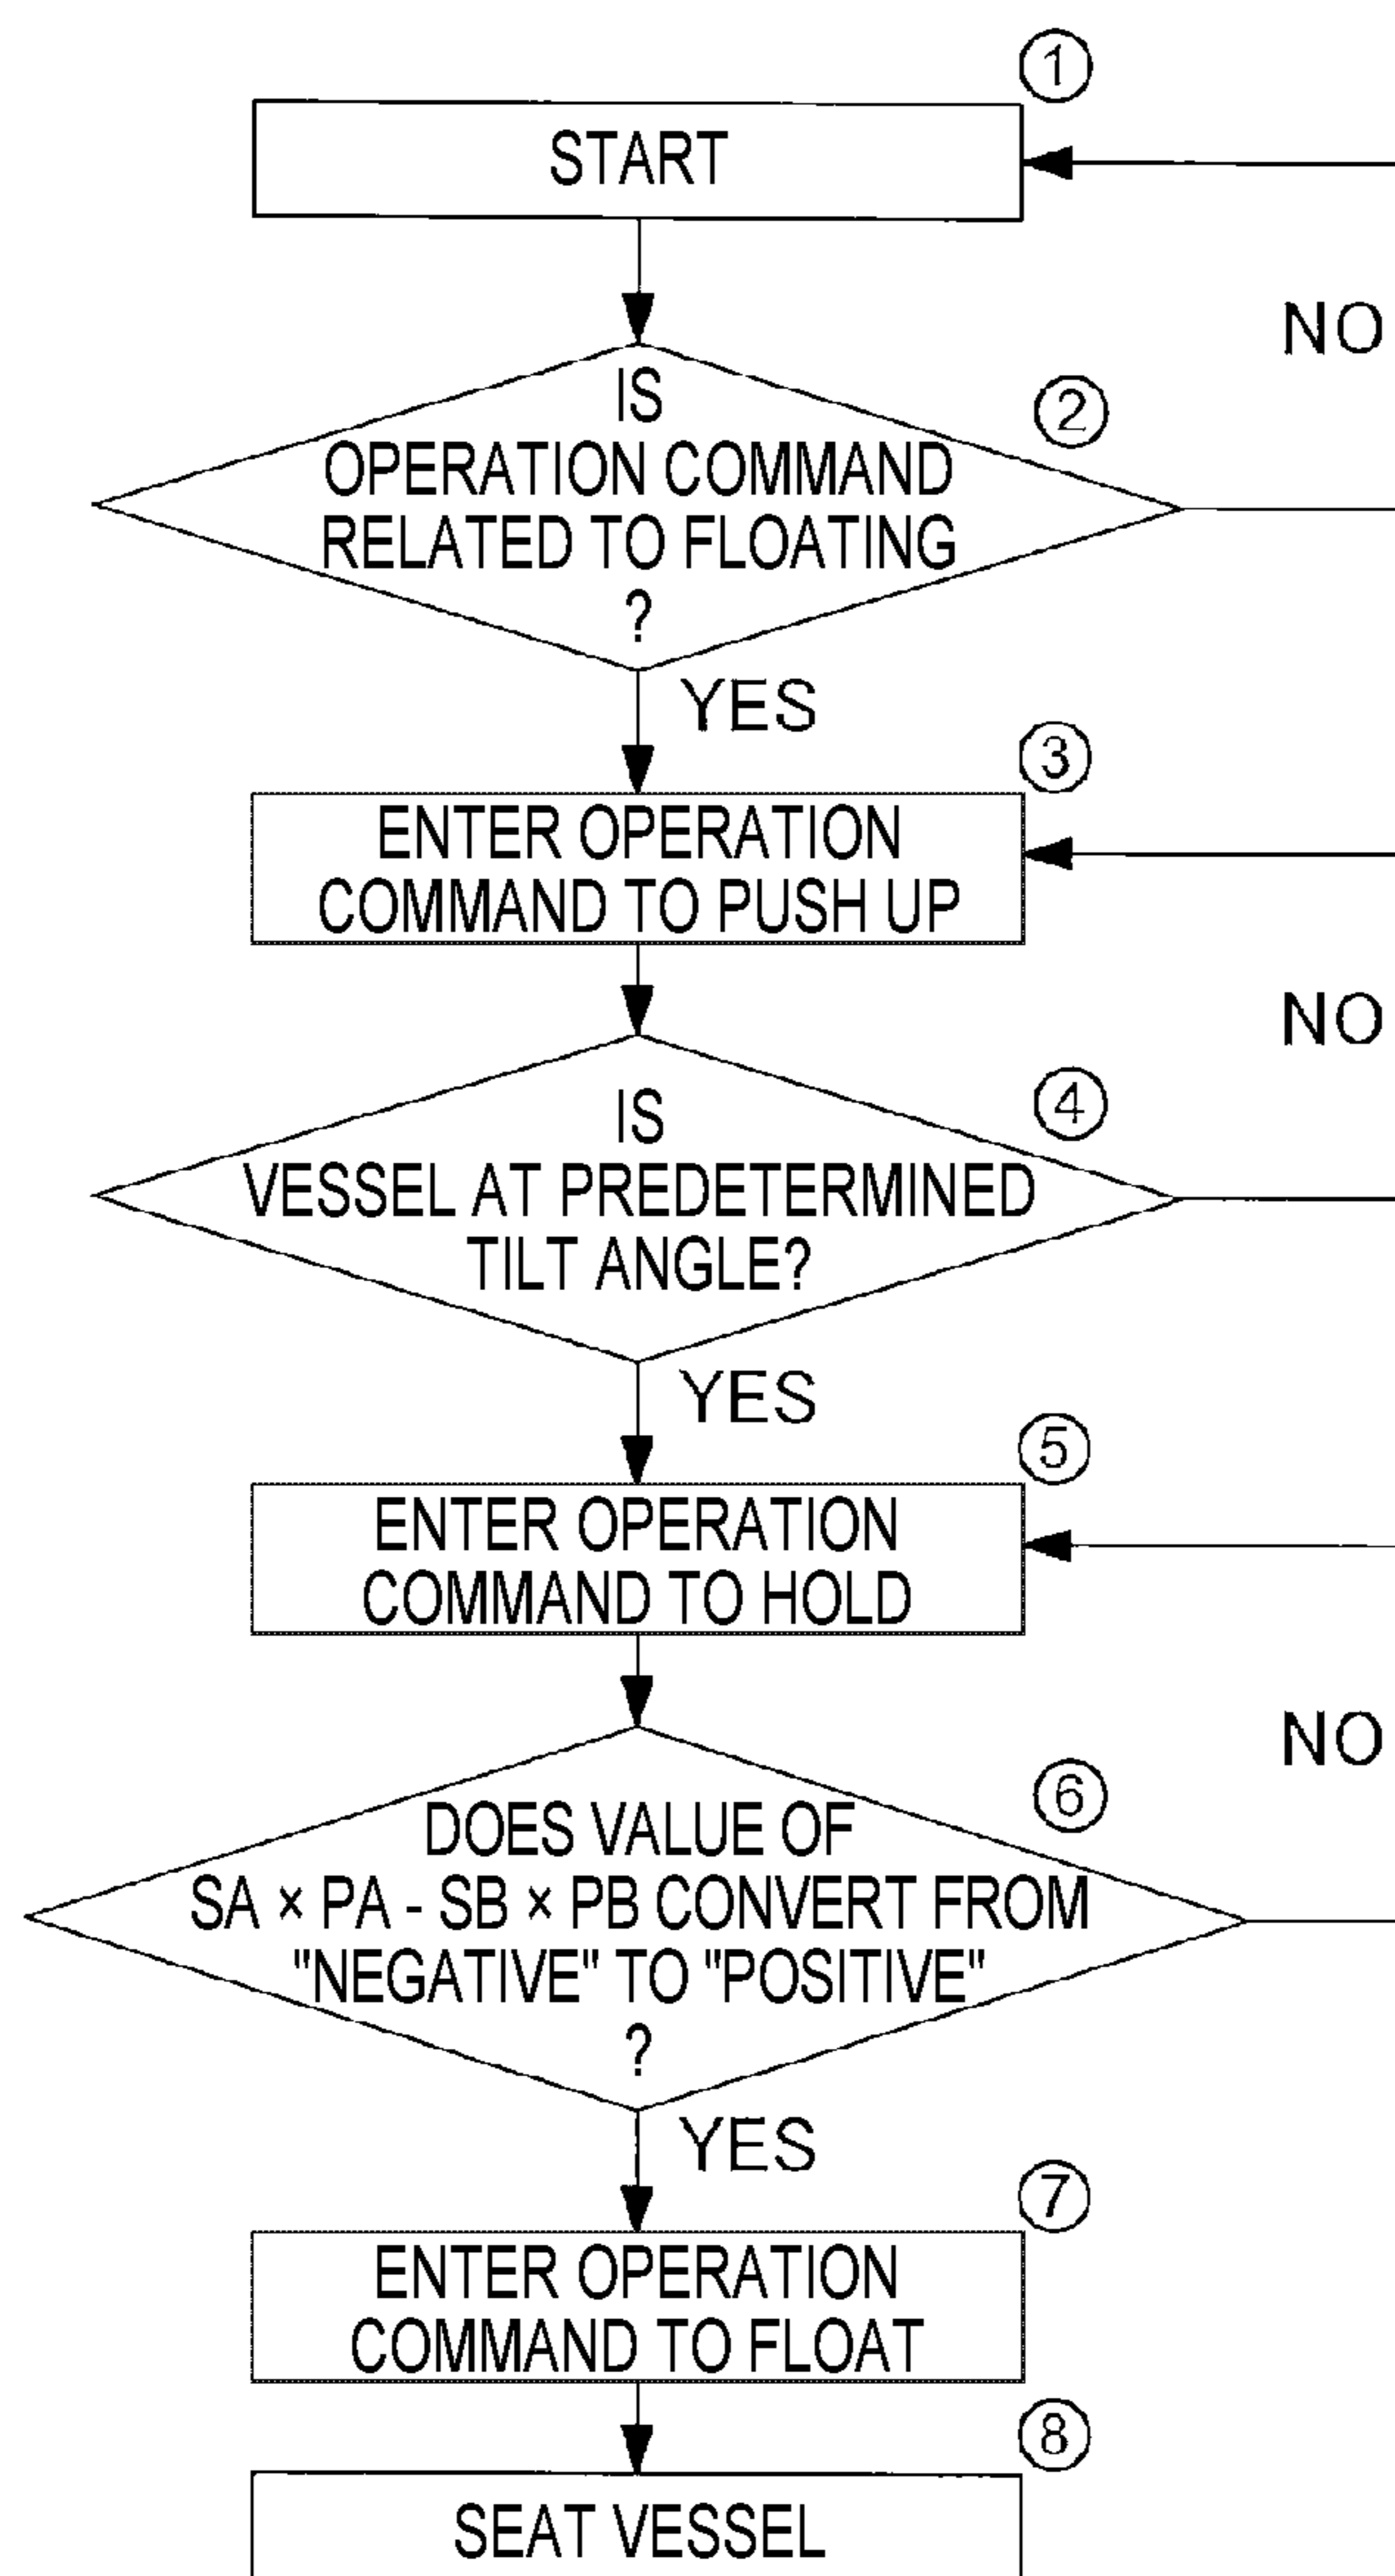 ①
START
NO
②
IS
OPERATION COMMAND
RELATED TO FLOATING
?
YES
③
ENTER OPERATION
COMMAND TO PUSH UP
NO
④
IS
VESSEL AT PREDETERMINED
TILT ANGLE?
YES
⑤
ENTER OPERATION
COMMAND TO HOLD
NO
⑥
DOES VALUE OF
SA × PA - SB × PB CONVERT FROM
"NEGATIVE" TO "POSITIVE"
?
YES
⑦
ENTER OPERATION
COMMAND TO FLOAT
⑧
SEAT VESSEL